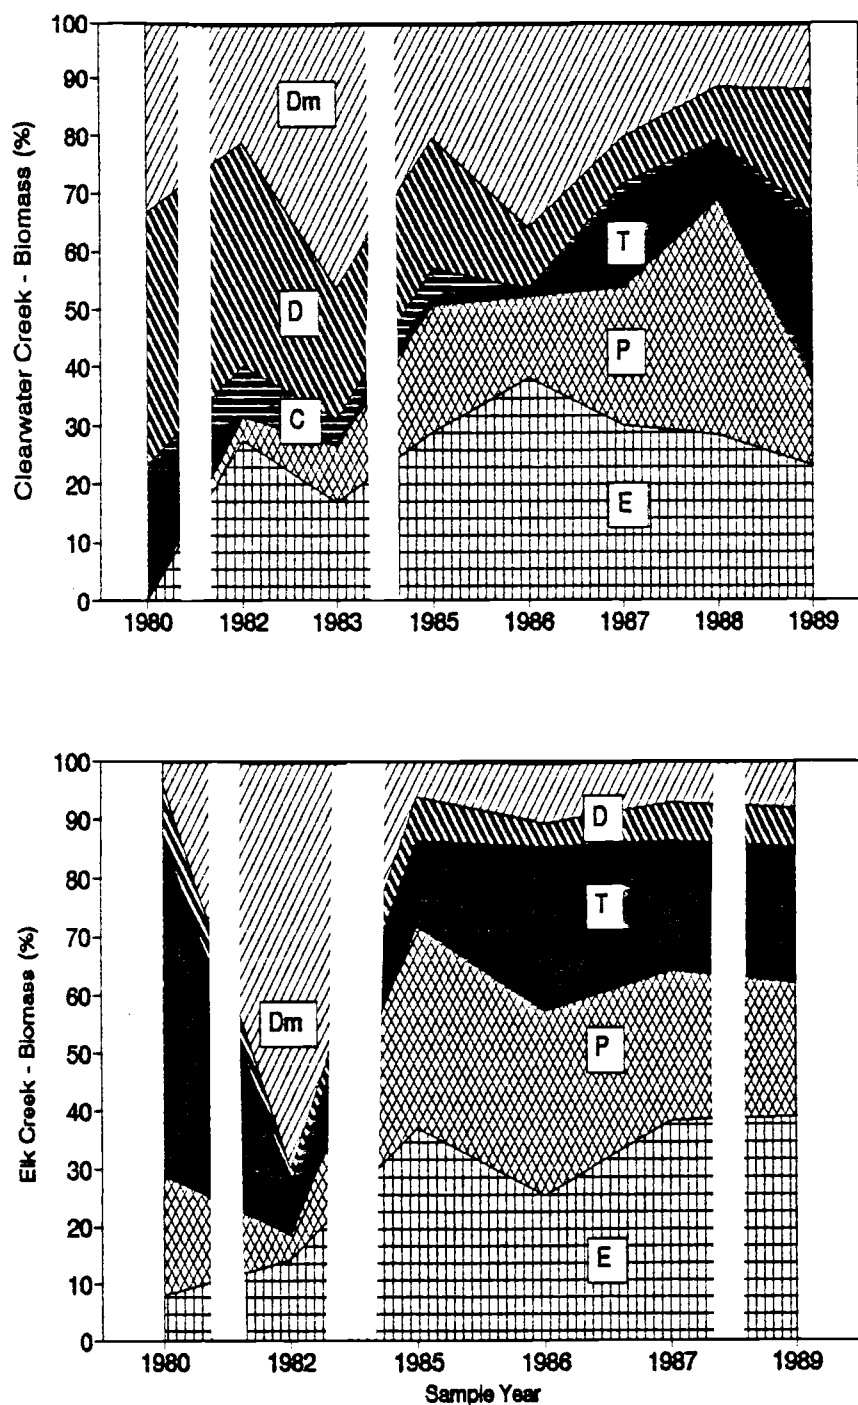 Clearwater Creek - Biomass (%)
100
90
80
70
60
50
40
30
20
10
0
Dm
D
C
T
P
E
1980 1982 1983 1985 1986 1987 1988 1989
Elk Creek - Biomass (%)
100
90
80
70
60
50
40
30
20
10
0
D
T
Dm
P
E
1980 1982 1985 1986 1987 1989
Sample Year